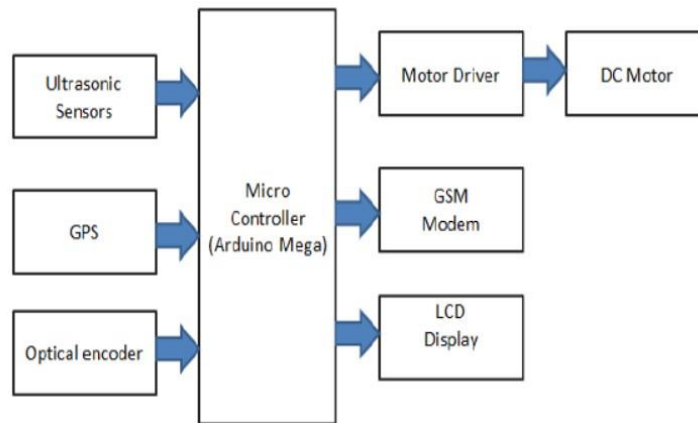 Ultrasonic
Sensors
GPS
Optical encoder
Micro
Controller
(Arduino Mega)
Motor Driver
DC Motor
GSM
Modem
LCD
Display